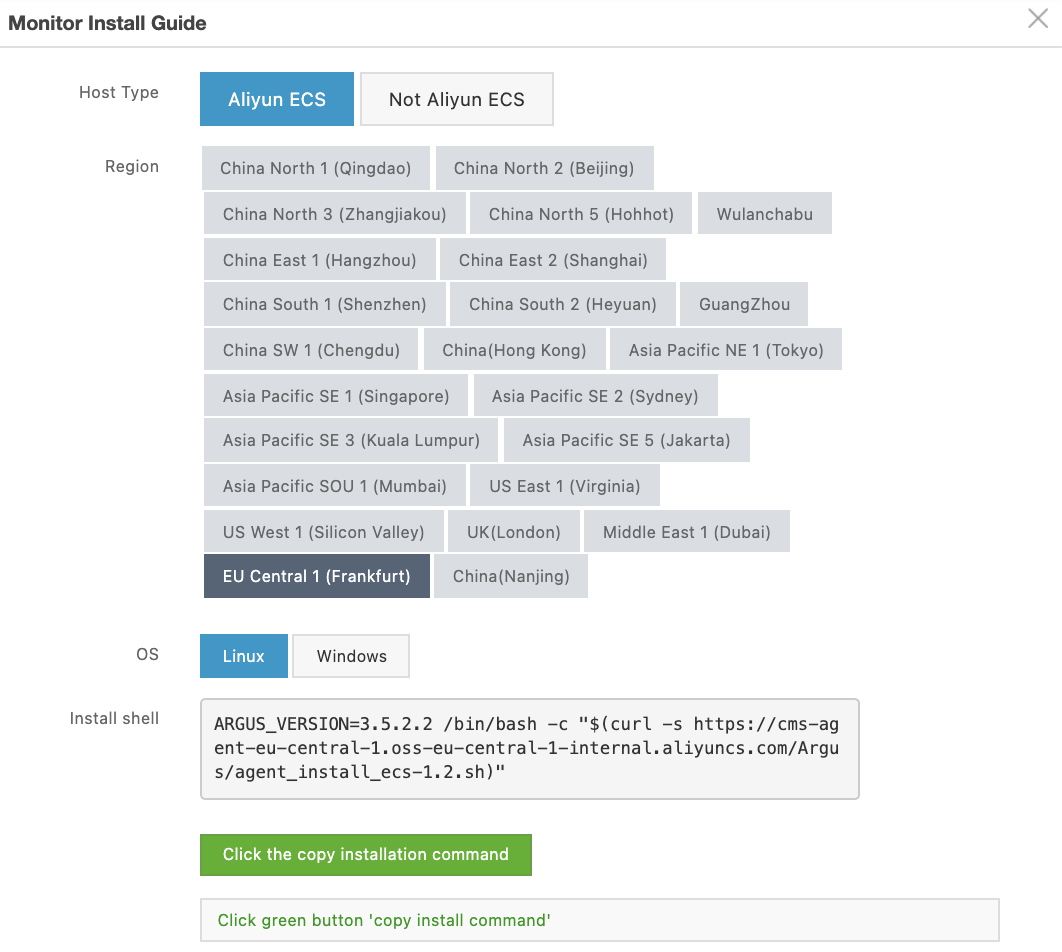 Monitor Install Guide
Host Type
Aliyun ECS Not Aliyun ECS
Region
China North 1 (Qingdao) China North 2 (Beijing)
China North 3 (Zhangjiakou) China North 5 (Hohhot) Wulanchabu
China East 1 (Hangzhou) China East 2 (Shanghai)
China South 1 (Shenzhen) China South 2 (Heyuan) GuangZhou
China SW 1 (Chengdu) China(Hong Kong) Asia Pacific NE 1 (Tokyo)
Asia Pacific SE 1 (Singapore) Asia Pacific SE 2 (Sydney)
Asia Pacific SE 3 (Kuala Lumpur) Asia Pacific SE 5 (Jakarta)
Asia Pacific SOU 1 (Mumbai) US East 1 (Virginia)
US West 1 (Silicon Valley) UK(London) Middle East 1 (Dubai)
EU Central 1 (Frankfurt) China(Nanjing)
OS
Linux Windows
Install shell
ARGUS_VERSION=3.5.2.2 /bin/bash -c "$(curl -s https://cms-ag
ent-eu-central-1.oss-eu-central-1-internal.aliyuncs.com/Argu
s/agent_install_ecs-1.2.sh)"
Click the copy installation command
Click green button 'copy install command'